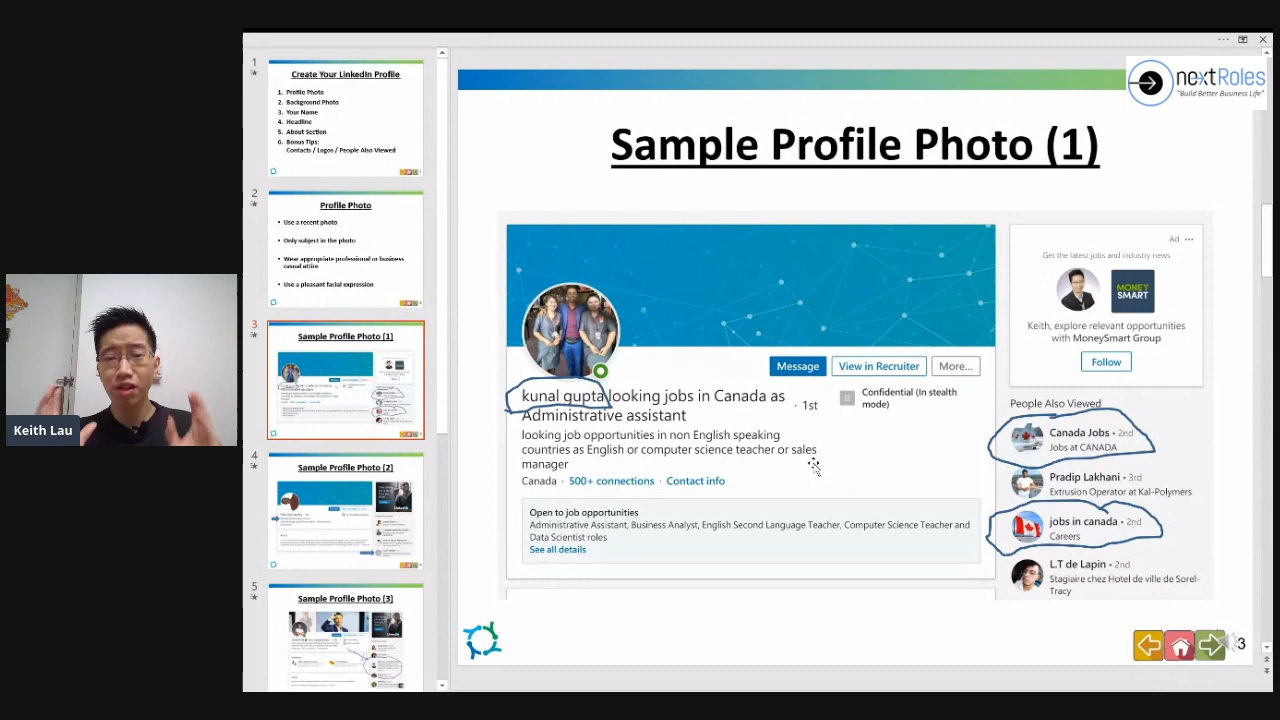 Keith Lau
1
Create Your LinkedIn Profile
1. Profile Photo
2. Background Photo
3. Your Name
4. Headline
5. About Section
6. Bonus Tips:
Contacts / Logos / People Also Viewed
2
Profile Photo
• Use a recent photo
• Only subject in the photo
• Wear appropriate professional or business
casual attire
• Use a pleasant facial expression
3
Sample Profile Photo (1)
4
Sample Profile Photo (2)
5
Sample Profile Photo (3)
nextRoles
"Build Better Business Life"
Sample Profile Photo (1)
Message
View in Recruiter
More...
kunal gupta looking jobs in Canada as
Administrative assistant
· 1st
Confidential (In stealth
mode)
looking job opportunities in non English speaking
countries as English or computer science teacher or sales
manager
Canada · 500+ connections · Contact info
Open to job opportunities
Administrative Assistant, Business Analyst, English Second Language Teacher, Computer Science Teacher and
Data Scientist roles
See all details
Ad ···
Get the latest jobs and industry news
MONEY
SMART
Keith, explore relevant opportunities
with MoneySmart Group
Follow
People Also Viewed
Canada Jobs • 2nd
Jobs at CANADA
Pradip Lakhani • 3rd
Extrusion Operator at Kal-Polymers
jobs in canada • 2nd
Careers
L.T de Lapin • 2nd
Stagiaire chez Hotel de ville de Sorel-
Tracy
3